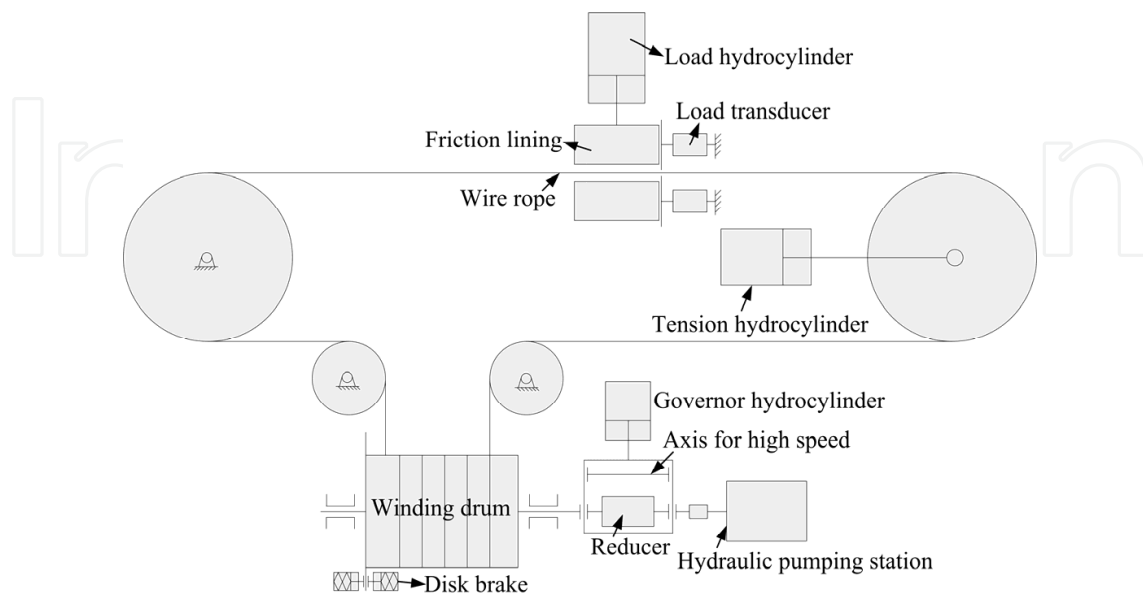 Load hydrocylinder
Load transducer
Friction lining
Wire rope
Tension hydrocylinder
Governor hydrocylinder
Axis for high speed
Winding drum
Reducer
Hydraulic pumping station
Disk brake